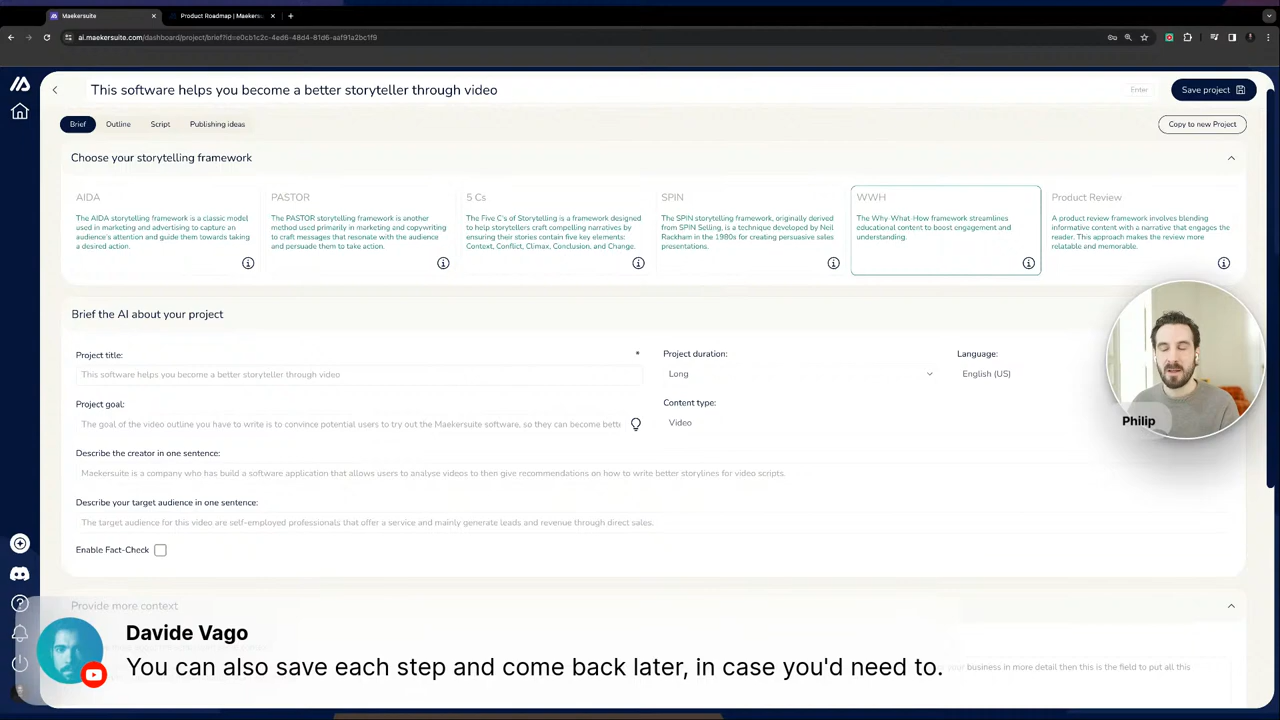 Maekersuite
Product Roadmap | Maekersu
ai.maekersuite.com/dashboard/project/brief?id=e0cb1c2c-4ed6-48d4-81d6-aaf91a2bc1f9
This software helps you become a better storyteller through video
Enter
Save project
Brief
Outline
Script
Publishing ideas
Copy to new Project
Choose your storytelling framework
AIDA
The AIDA storytelling framework is a classic model
used in marketing and advertising to capture an
audience's attention and guide them towards taking
a desired action.
PASTOR
The PASTOR storytelling framework is another
method used primarily in marketing and copywriting
to craft messages that resonate with the audience
and persuade them to take action.
5 Cs
The Five C's of Storytelling is a framework designed
to help storytellers craft compelling narratives by
ensuring their stories contain five key elements:
Context, Conflict, Climax, Conclusion, and Change.
SPIN
The SPIN storytelling framework, originally derived
from SPIN Selling, is a technique developed by Neil
Rackham in the 1980s for creating persuasive sales
presentations.
WWH
The Why-What-How framework streamlines
educational content to boost engagement and
understanding.
Product Review
A product review framework involves blending
informative content with a narrative that engages the
reader. This approach makes the review more
relatable and memorable.
Brief the AI about your project
Project title:
*
This software helps you become a better storyteller through video
Project duration:
Long
Language:
English (US)
Project goal:
The goal of the video outline you have to write is to convince potential users to try out the Maekersuite software, so they can become bette
Content type:
Video
Describe the creator in one sentence:
Maekersuite is a company who has build a software application that allows users to analyse videos to then give recommendations on how to write better storylines for video scripts.
Describe your target audience in one sentence:
The target audience for this video are self-employed professionals that offer a service and mainly generate leads and revenue through direct sales.
Enable Fact-Check
Philip
Provide more context
your business in more detail then this is the field to put all this
Davide Vago
You can also save each step and come back later, in case you'd need to.